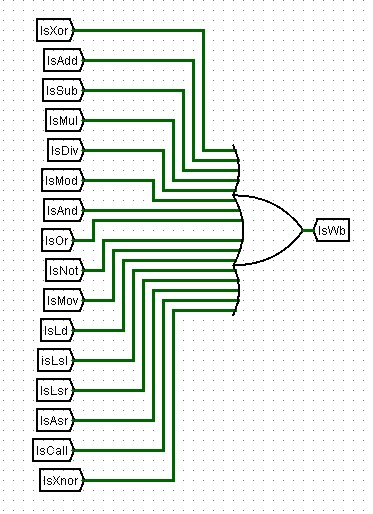 IsXor
IsAdd
IsSub
IsMul
IsDiv
IsMod
IsAnd
IsOr
IsWb
IsNot
IsMov
IsLd
isLsl
IsLsr
IsAsr
IsCall
IsXnor